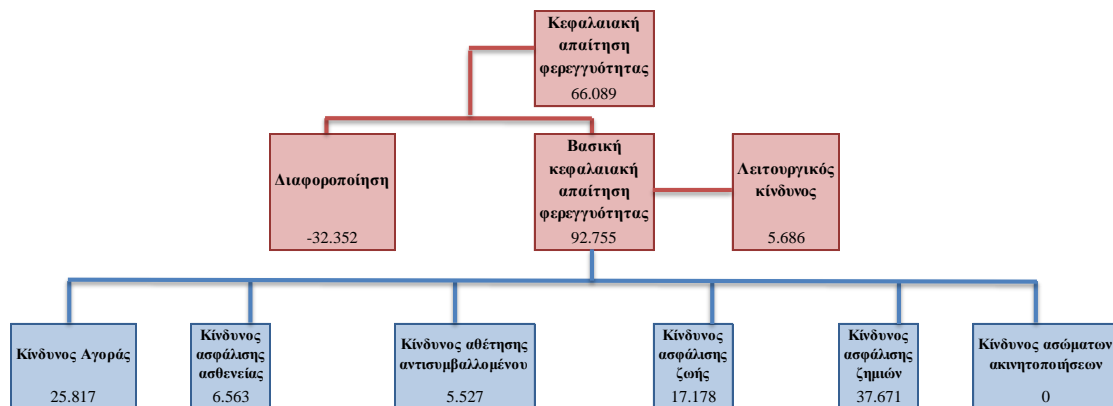 Κεφαλαιακή
απαίτηση
φερεγγυότητας
66.089
Διαφοροποίηση
-32.352
Βασική
κεφαλαιακή
απαίτηση
φερεγγυότητας
92.755
Λειτουργικός
κίνδυνος
5.686
Κίνδυνος Αγοράς
25.817
Κίνδυνος
ασφάλισης
ασθενείας
6.563
Κίνδυνος αθέτησης
αντισυμβαλλομένου
5.527
Κίνδυνος
ασφάλισης
ζωής
17.178
Κίνδυνος
ασφάλισης
ζημιών
37.671
Κίνδυνος ασώματων
ακινητοποιήσεων
0